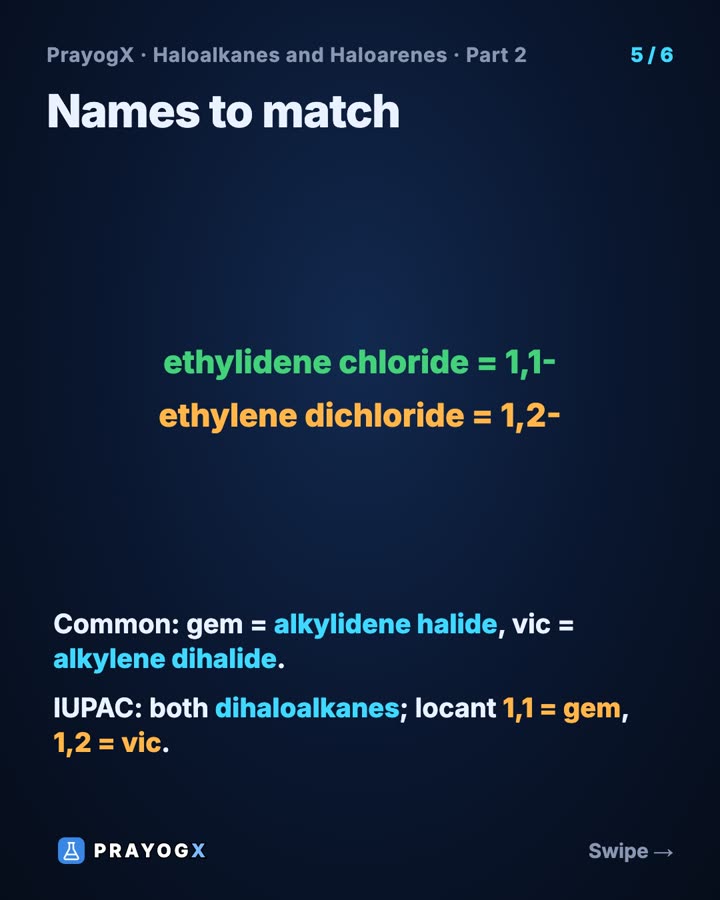 PrayogX · Haloalkanes and Haloarenes · Part 2
5 / 6
Names to match
ethylidene chloride = 1,1-
ethylene dichloride = 1,2-
Common: gem = alkylidene halide, vic =
alkylene dihalide.
IUPAC: both dihaloalkanes; locant 1,1 = gem,
1,2 = vic.
PRAYOGX
Swipe →